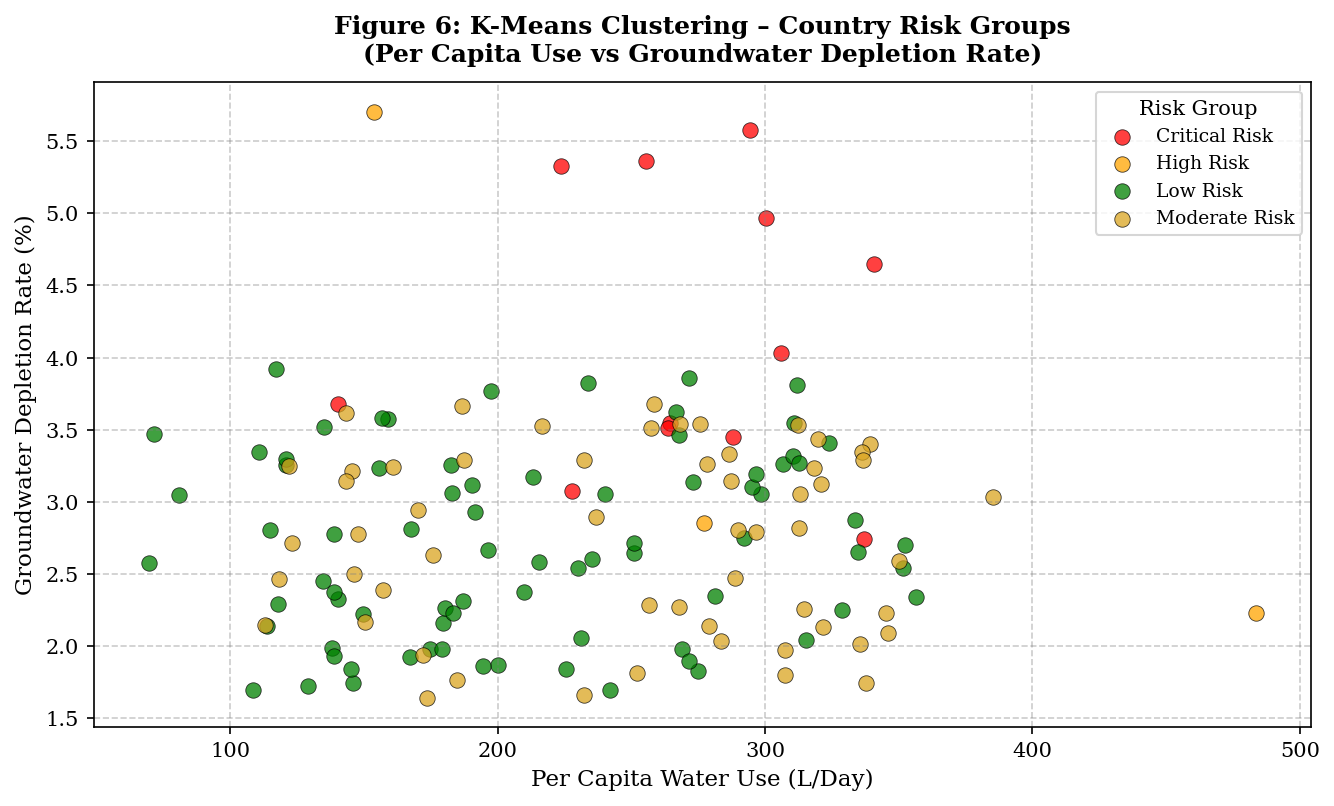 Figure 6: K-Means Clustering – Country Risk Groups
(Per Capita Use vs Groundwater Depletion Rate)
Risk Group
Critical Risk
High Risk
Low Risk
Moderate Risk
Groundwater Depletion Rate (%)
5.5
5.0
4.5
4.0
3.5
3.0
2.5
2.0
1.5
100 200 300 400 500
Per Capita Water Use (L/Day)